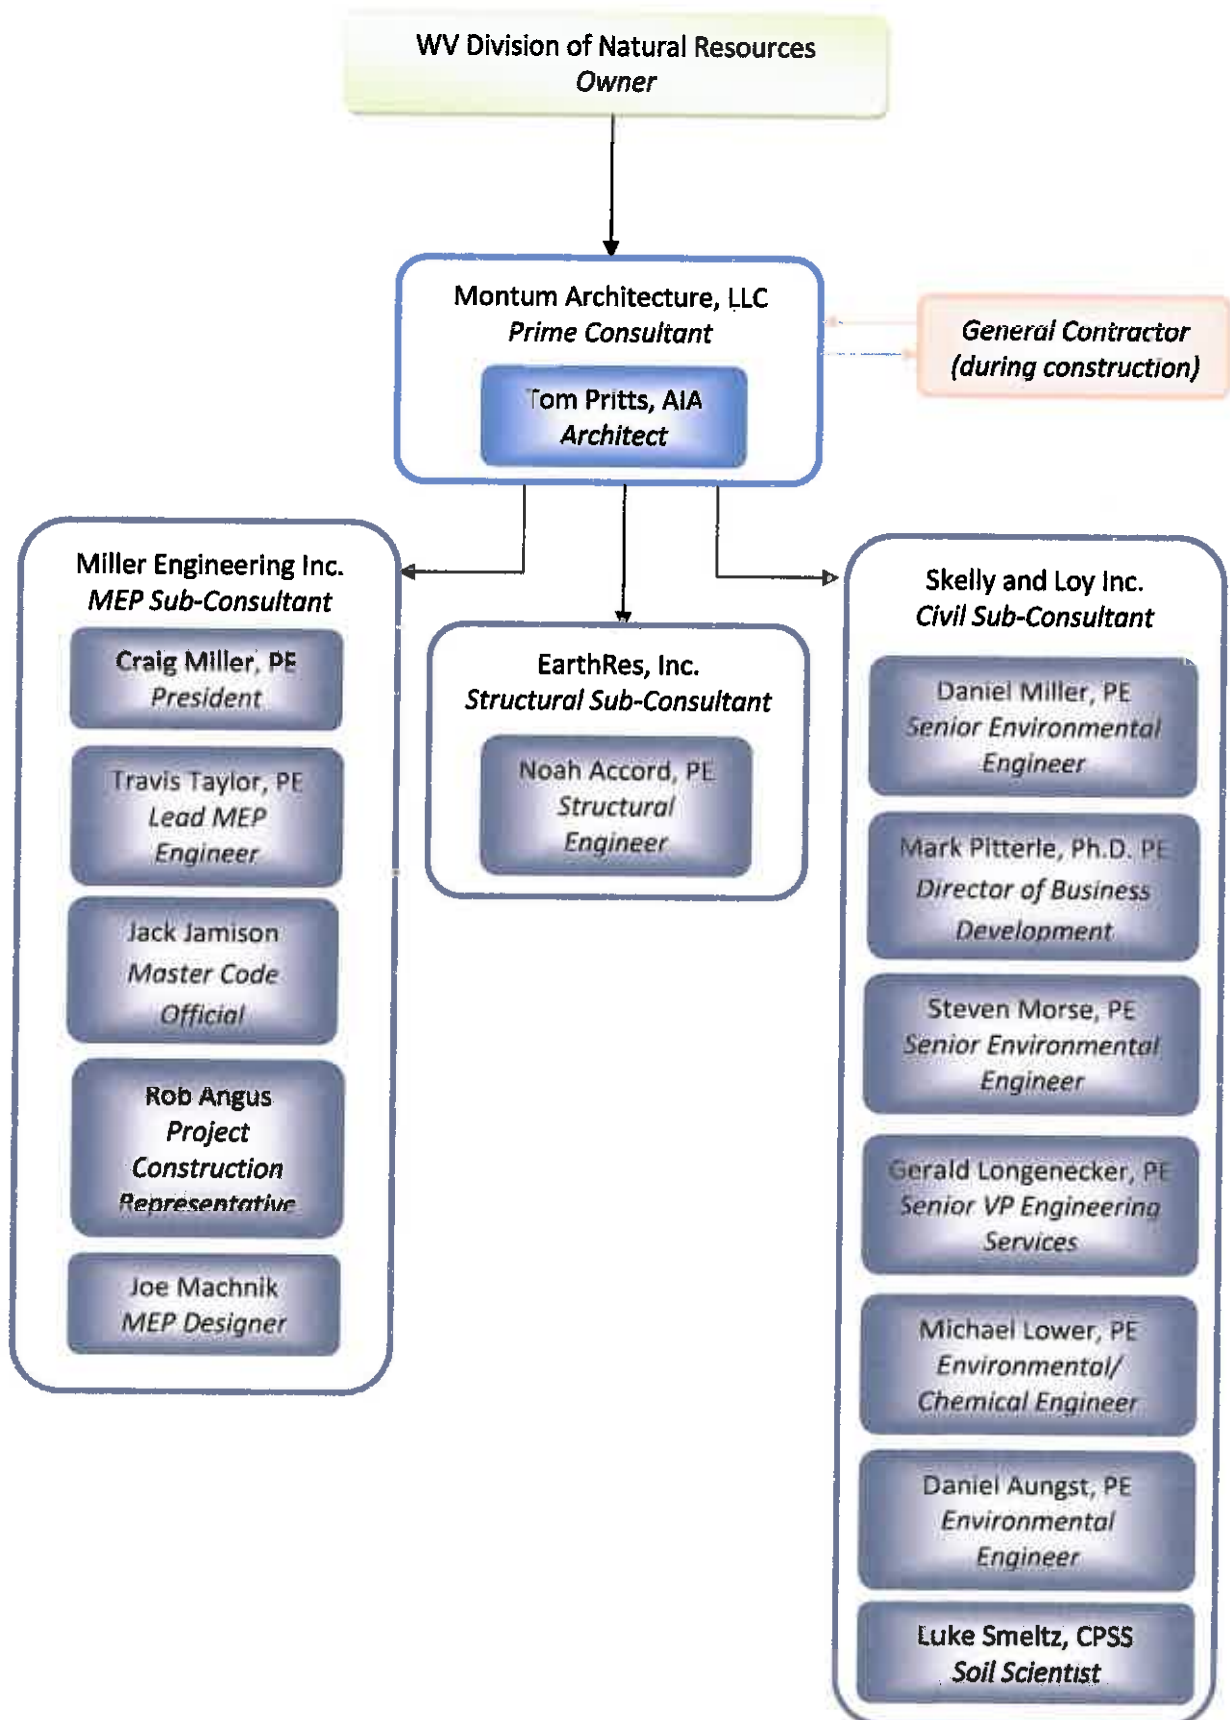 WV Division of Natural Resources
Owner
Montum Architecture, LLC
Prime Consultant
Tom Pritts, AIA
Architect
General Contractor
(during construction)
Miller Engineering Inc.
MEP Sub-Consultant
Craig Miller, PE
President
Travis Taylor, PE
Lead MEP
Engineer
Jack Jamison
Master Code
Official
Rob Angus
Project
Construction
Representative
Joe Machnik
MEP Designer
EarthRes, Inc.
Structural Sub-Consultant
Noah Accord, PE
Structural
Engineer
Skelly and Loy Inc.
Civil Sub-Consultant
Daniel Miller, PE
Senior Environmental
Engineer
Mark Pitterle, Ph.D. PE
Director of Business
Development
Steven Morse, PE
Senior Environmental
Engineer
Gerald Longenecker, PE
Senior VP Engineering
Services
Michael Lower, PE
Environmental/
Chemical Engineer
Daniel Aungst, PE
Environmental
Engineer
Luke Smeltz, CPSS
Soil Scientist